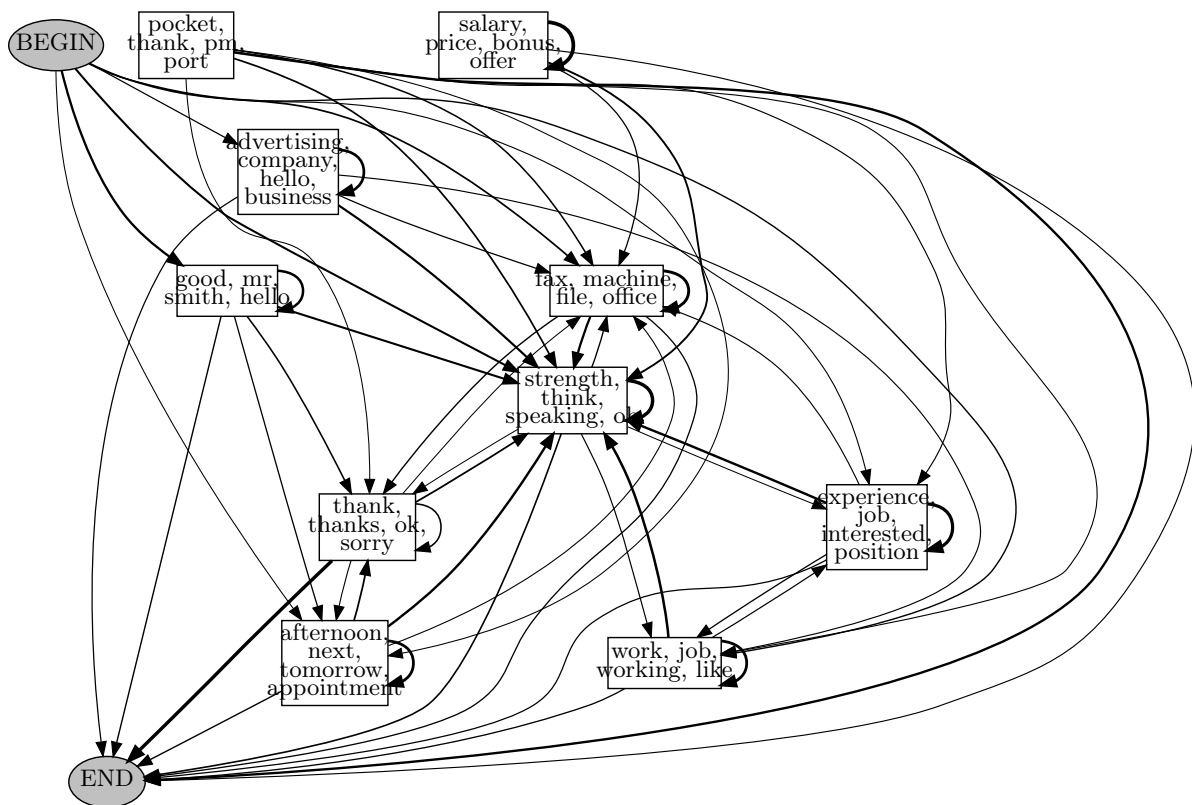 BEGIN
pocket,
thank, pm,
port
salary,
price, bonus,
offer
advertising,
company,
hello,
business
good, mr,
smith, hello
fax, machine,
file, office
strength,
think,
speaking, ok
thank,
thanks, ok,
sorry
experience,
job,
interested,
position
afternoon,
next,
tomorrow,
appointment
work, job,
working, like
END